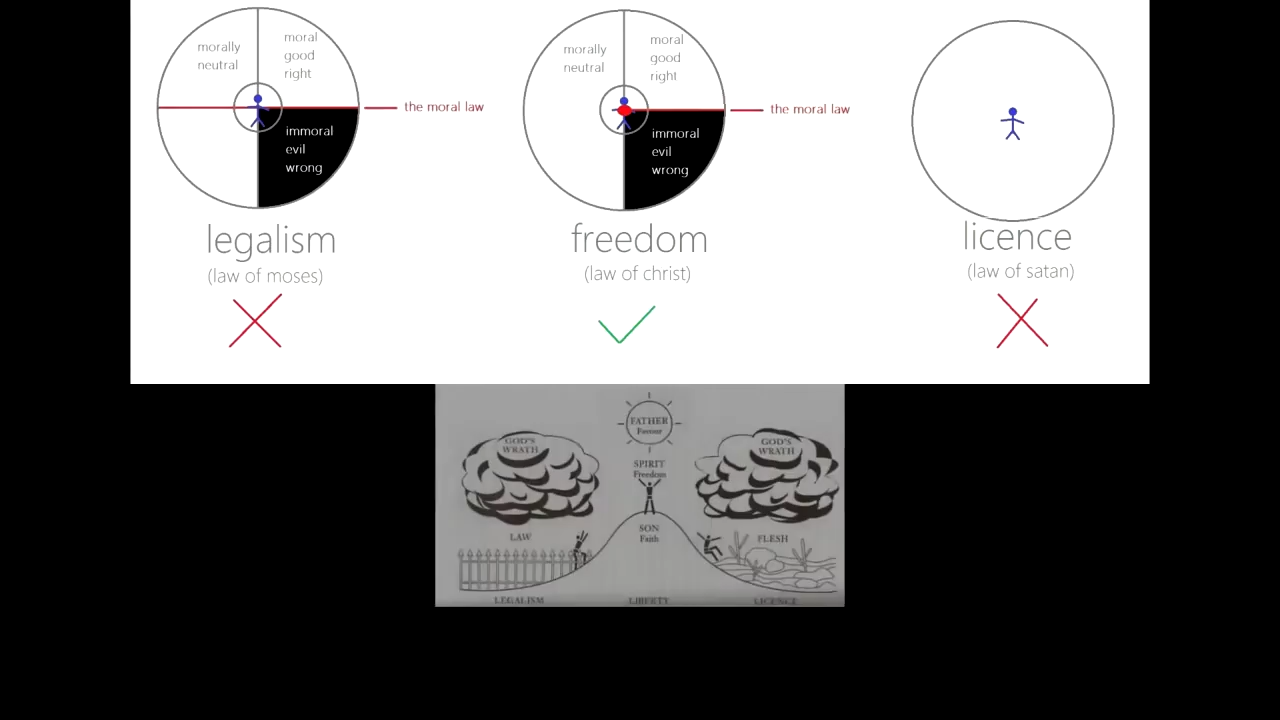 morally
neutral
moral
good
right
the moral law
immoral
evil
wrong
legalism
(law of moses)
morally
neutral
moral
good
right
the moral law
immoral
evil
wrong
freedom
(law of christ)
licence
(law of satan)
FATHER
Favour
GOD'S
WRATH
GOD'S
WRATH
SPIRIT
Freedom
SON
Faith
LAW
FLESH
LEGALISM
LIBERTY
LICENCE